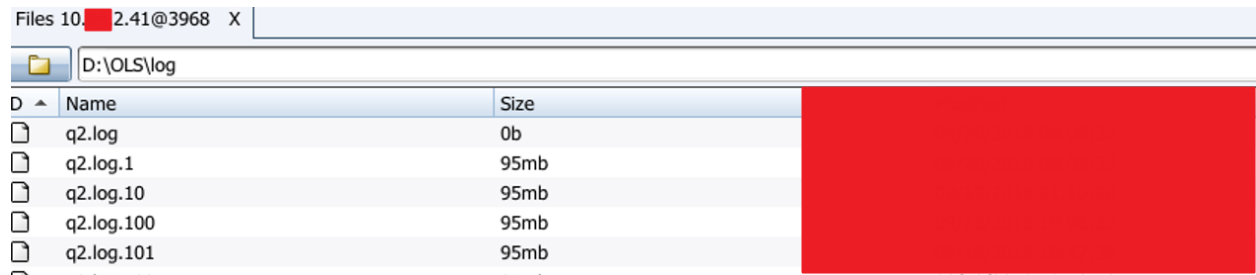 Files 10. 2.41@3968 X
D:\OLS\log
D Name Size
q2.log 0b
q2.log.1 95mb
q2.log.10 95mb
q2.log.100 95mb
q2.log.101 95mb